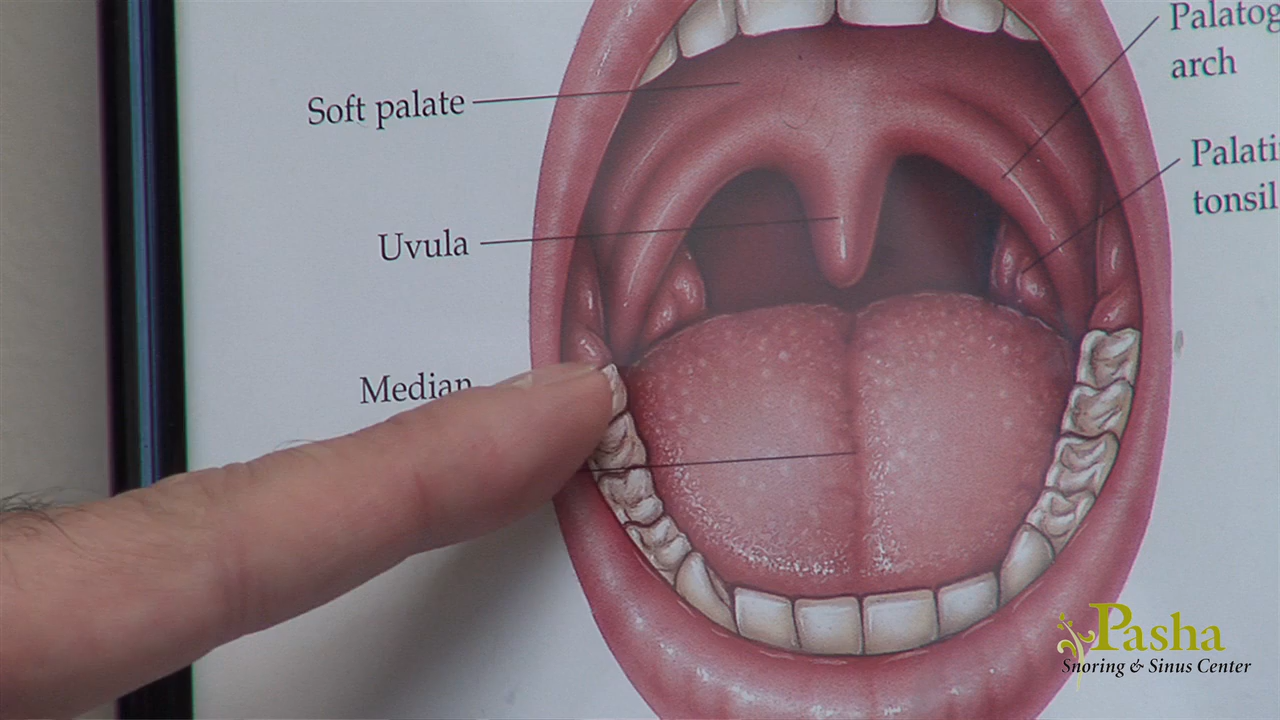 Soft palate
Uvula
Median
Palatog
arch
Palati
tonsil
Pasha
Snoring & Sinus Center